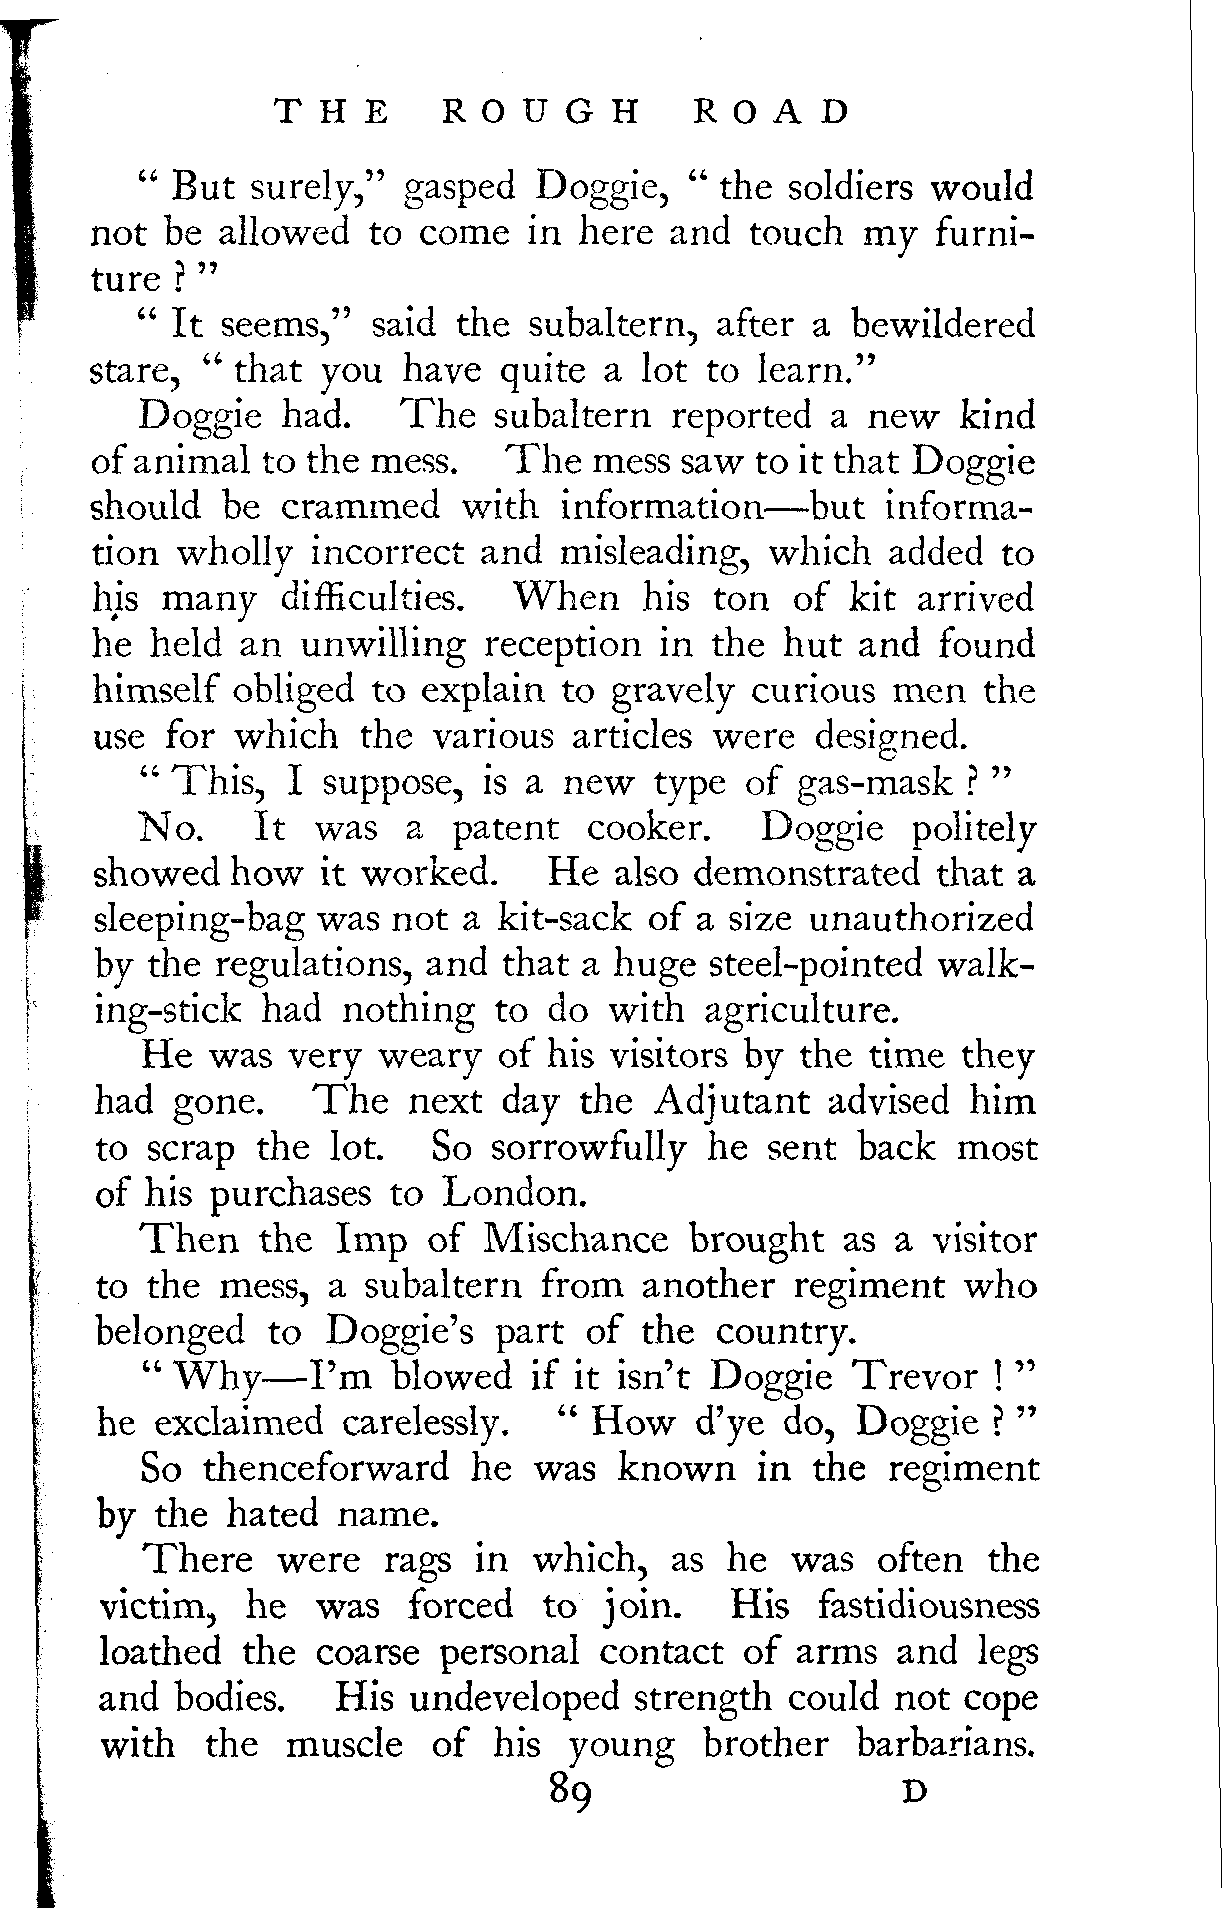 THE ROUGH ROAD
“ But surely,” gasped Doggie, “ the soldiers would
not be allowed to come in here and touch my furni-
ture ? ”
“ It seems,” said the subaltern, after a bewildered
stare, “ that you have quite a lot to learn.”
Doggie had. The subaltern reported a new kind
of animal to the mess. The mess saw to it that Doggie
should be crammed with information—but informa-
tion wholly incorrect and misleading, which added to
his many difficulties. When his ton of kit arrived
he held an unwilling reception in the hut and found
himself obliged to explain to gravely curious men the
use for which the various articles were designed.
“ This, I suppose, is a new type of gas-mask ? ”
No. It was a patent cooker. Doggie politely
showed how it worked. He also demonstrated that a
sleeping-bag was not a kit-sack of a size unauthorized
by the regulations, and that a huge steel-pointed walk-
ing-stick had nothing to do with agriculture.
He was very weary of his visitors by the time they
had gone. The next day the Adjutant advised him
to scrap the lot. So sorrowfully he sent back most
of his purchases to London.
Then the Imp of Mischance brought as a visitor
to the mess, a subaltern from another regiment who
belonged to Doggie’s part of the country.
“ Why—I’m blowed if it isn’t Doggie Trevor ! ”
he exclaimed carelessly. “ How d’ye do, Doggie ? ”
So thenceforward he was known in the regiment
by the hated name.
There were rags in which, as he was often the
victim, he was forced to join. His fastidiousness
loathed the coarse personal contact of arms and legs
and bodies. His undeveloped strength could not cope
with the muscle of his young brother barbarians.
89 D